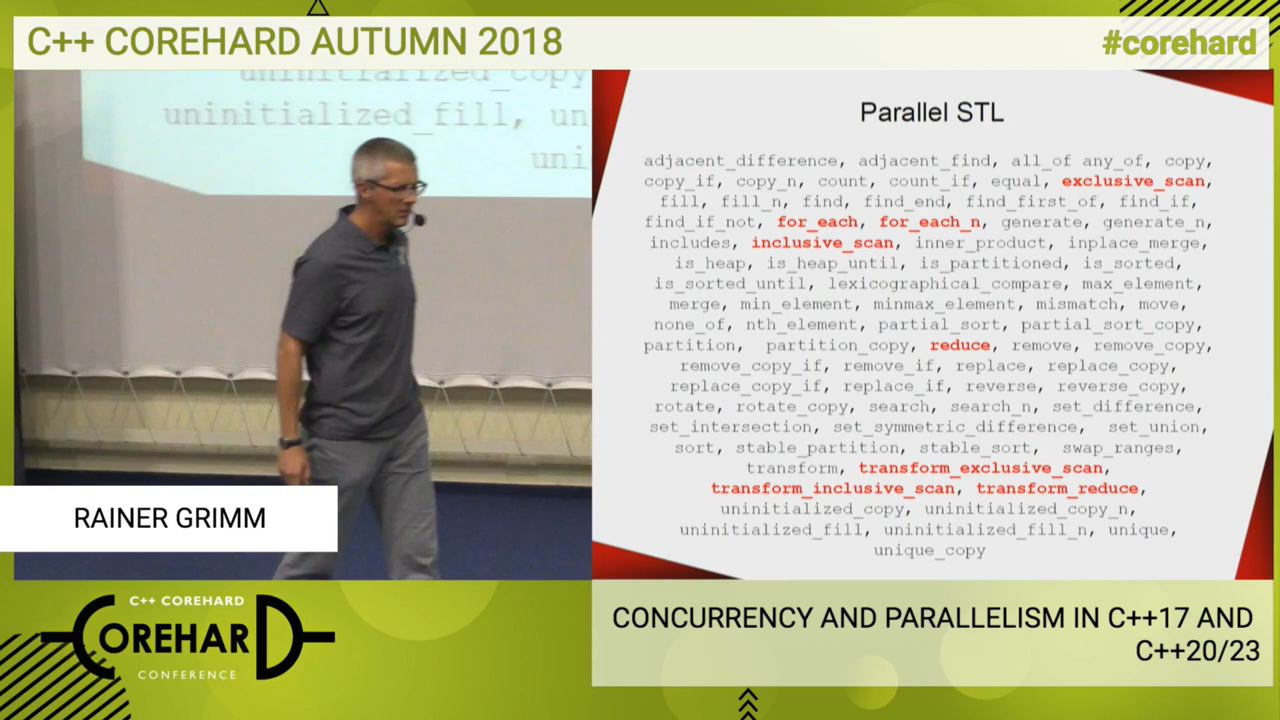 C++ COREHARD AUTUMN 2018
#corehard
uninitialized_copy
uninitialized_fill, un
uni
Parallel STL
adjacent_difference, adjacent_find, all_of any_of, copy,
copy_if, copy_n, count, count_if, equal, exclusive_scan,
fill, fill_n, find, find_end, find_first_of, find_if,
find_if_not, for_each, for_each_n, generate, generate_n,
includes, inclusive_scan, inner_product, inplace_merge,
is_heap, is_heap_until, is_partitioned, is_sorted,
is_sorted_until, lexicographical_compare, max_element,
merge, min_element, minmax_element, mismatch, move,
none_of, nth_element, partial_sort, partial_sort_copy,
partition, partition_copy, reduce, remove, remove_copy,
remove_copy_if, remove_if, replace, replace_copy,
replace_copy_if, replace_if, reverse, reverse_copy,
rotate, rotate_copy, search, search_n, set_difference,
set_intersection, set_symmetric_difference, set_union,
sort, stable_partition, stable_sort, swap_ranges,
transform, transform_exclusive_scan,
transform_inclusive_scan, transform_reduce,
uninitialized_copy, uninitialized_copy_n,
uninitialized_fill, uninitialized_fill_n, unique,
unique_copy
RAINER GRIMM
C++ COREHARD
COREHARD
CONFERENCE
CONCURRENCY AND PARALLELISM IN C++17 AND
C++20/23